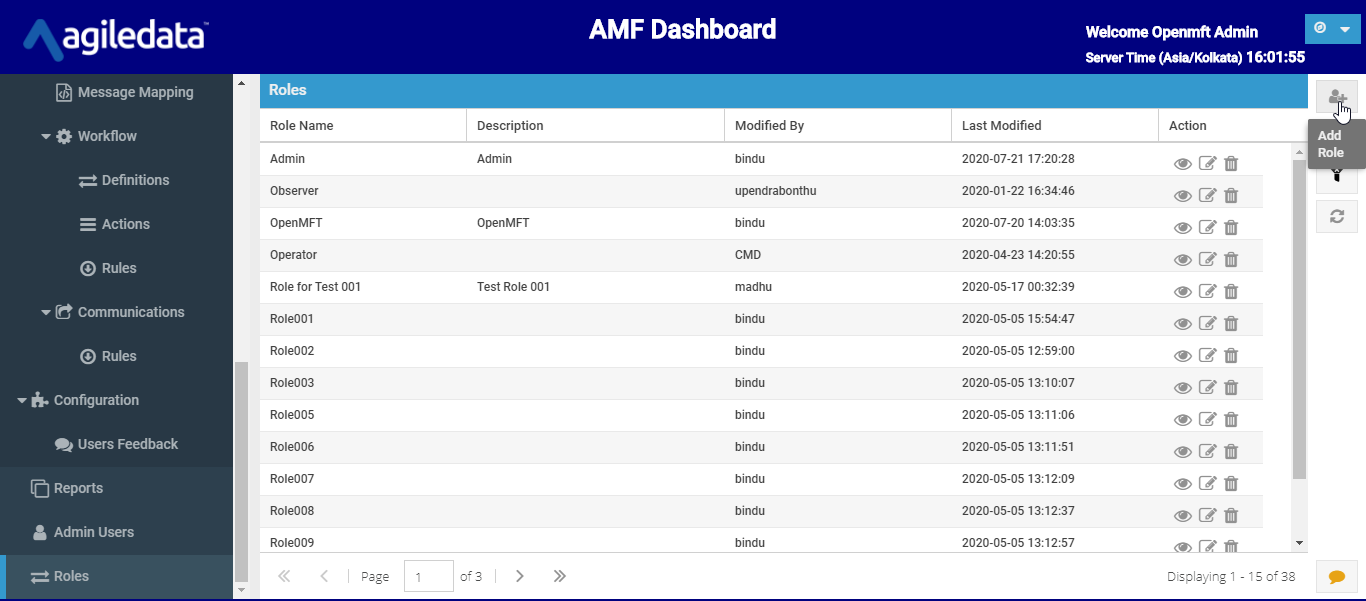 agiledata™
AMF Dashboard
Welcome Openmft Admin
Server Time (Asia/Kolkata) 16:01:55
Message Mapping
Workflow
Definitions
Actions
Rules
Communications
Rules
Configuration
Users Feedback
Reports
Admin Users
Roles
Roles
Role Name Description Modified By Last Modified Action
Admin Admin bindu 2020-07-21 17:20:28
Observer upendrabonthu 2020-01-22 16:34:46
OpenMFT OpenMFT bindu 2020-07-20 14:03:35
Operator CMD 2020-04-23 14:20:55
Role for Test 001 Test Role 001 madhu 2020-05-17 00:32:39
Role001 bindu 2020-05-05 15:54:47
Role002 bindu 2020-05-05 12:59:00
Role003 bindu 2020-05-05 13:10:07
Role005 bindu 2020-05-05 13:11:06
Role006 bindu 2020-05-05 13:11:51
Role007 bindu 2020-05-05 13:12:09
Role008 bindu 2020-05-05 13:12:37
Role009 bindu 2020-05-05 13:12:57
Page 1 of 3
Displaying 1 - 15 of 38
Add
Role